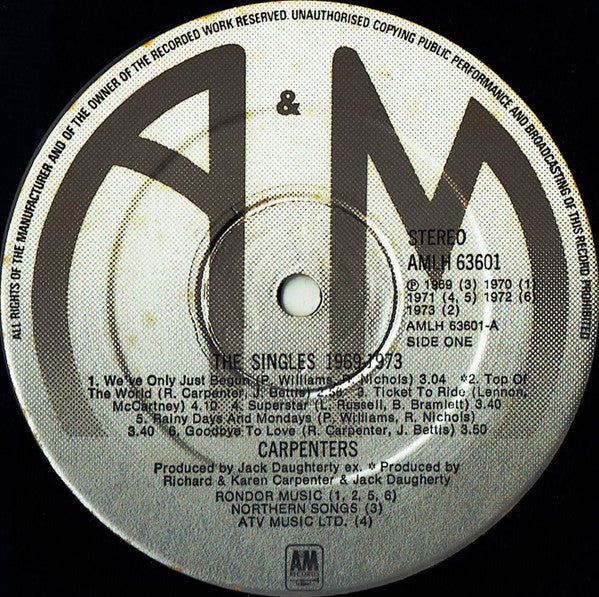 ALL RIGHTS OF THE MANUFACTURER AND OF THE OWNER OF THE RECORDED WORK RESERVED. UNAUTHORISED COPYING PUBLIC PERFORMANCE AND BROADCASTING OF THIS RECORD PROHIBITED
A & M
STEREO
AMLH 63601
℗ 1969 (3) 1970 (1)
1971 (4, 5) 1972 (6)
1973 (2)
AMLH 63601-A
SIDE ONE
THE SINGLES 1969-1973
1. We've Only Just Begun (P. Williams, R. Nichols) 3.04 *2. Top Of
The World (R. Carpenter, J. Bettis) 2.56 3. Ticket To Ride (Lennon,
McCartney) 4.10 4. Superstar (L. Russell, B. Bramlett) 3.40
5. Rainy Days And Mondays (P. Williams, R. Nichols)
3.40 6. Goodbye To Love (R. Carpenter, J. Bettis) 3.50
CARPENTERS
Produced by Jack Daughterty ex. * Produced by
Richard & Karen Carpenter & Jack Daugherty
RONDOR MUSIC (1, 2, 5, 6)
NORTHERN SONGS (3)
ATV MUSIC LTD. (4)
AM
RECORDS